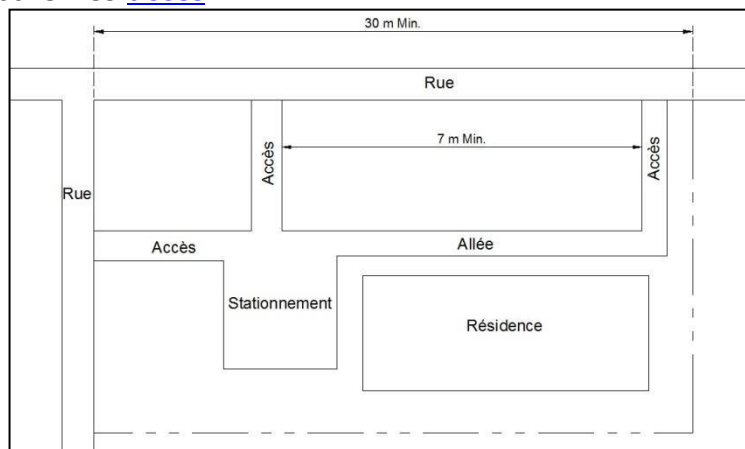 30 m Min.
Rue
7 m Min.
Accès
Accès
Rue
Accès
Allée
Stationnement
Résidence